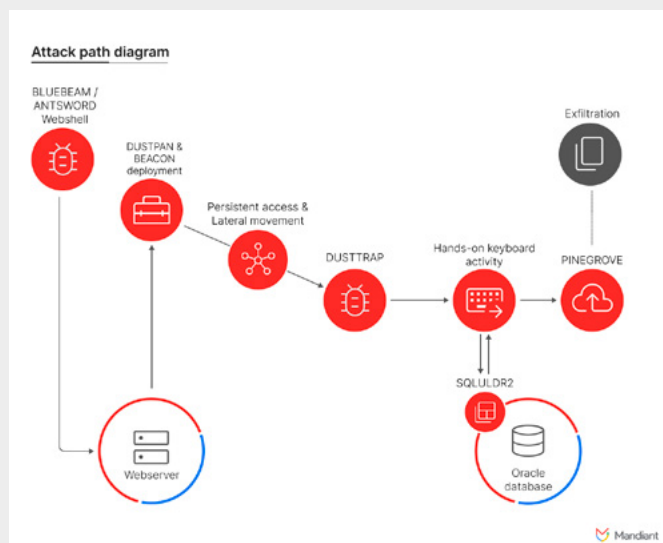 Attack path diagram
BLUEBEAM /
ANTSWORD
Webshell
DUSTPAN &
BEACON
deployment
Persistent access &
Lateral movement
DUSTTRAP
Hands-on keyboard
activity
Exfiltration
PINEGROVE
SQLULDR2
Webserver
Oracle
database
Mandiant